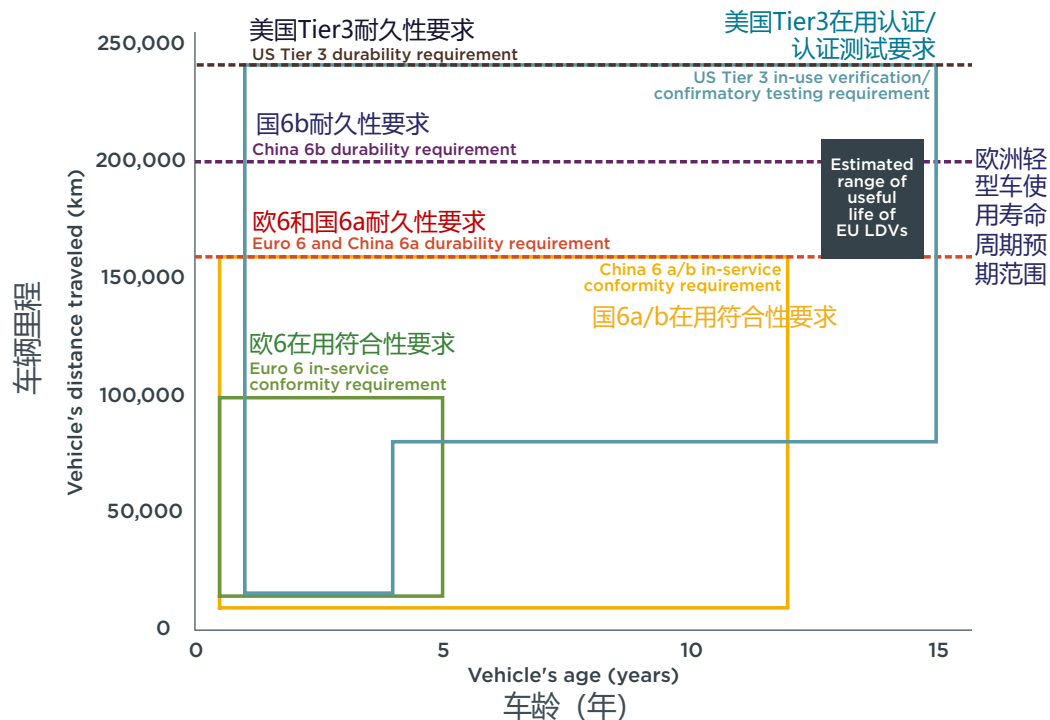 美国Tier3耐久性要求
US Tier 3 durability requirement
美国Tier3在用认证/
认证测试要求
US Tier 3 in-use verification/
confirmatory testing requirement
250,000
国6b耐久性要求
China 6b durability requirement
200,000
Estimated
range of
useful
life of
EU LDVs
欧洲轻
型车使
用寿命
周期预
期范围
欧6和国6a耐久性要求
Euro 6 and China 6a durability requirement
China 6 a/b in-service
conformity requirement
国6a/b在用符合性要求
150,000
欧6在用符合性要求
Euro 6 in-service
conformity requirement
100,000
50,000
0
车辆里程
Vehicle's distance traveled (km)
0
5
10
15
Vehicle's age (years)
车龄（年）